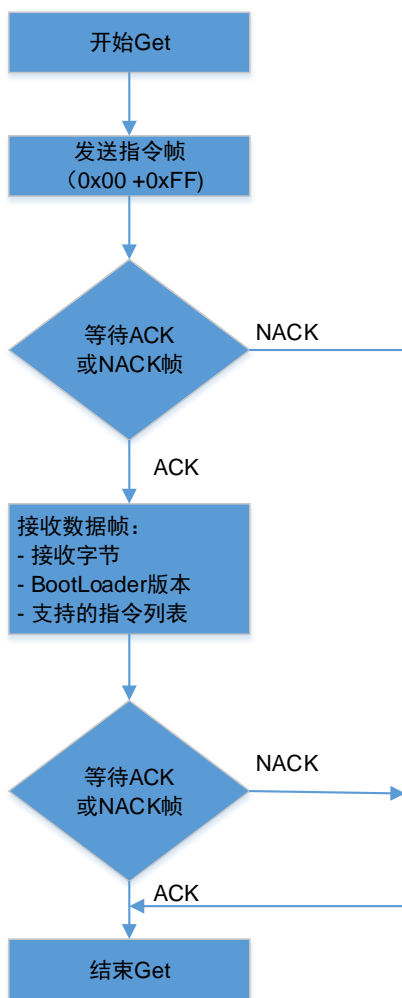 开始Get
发送指令帧
（0x00 +0xFF)
等待ACK
或NACK帧
NACK
ACK
接收数据帧：
- 接收字节
- BootLoader版本
- 支持的指令列表
等待ACK
或NACK帧
NACK
ACK
结束Get